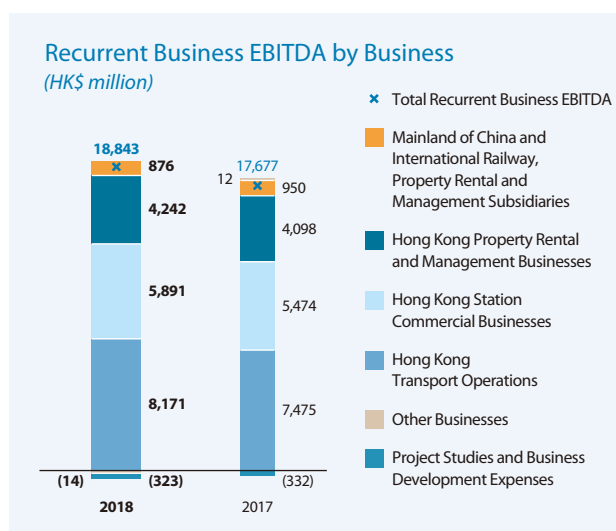 Recurrent Business EBITDA by Business
(HK$ million)
18,843
876
4,242
5,891
8,171
(14)
(323)
2018
17,677
12
950
4,098
5,474
7,475
(332)
2017
Total Recurrent Business EBITDA
Mainland of China and
International Railway,
Property Rental and
Management Subsidiaries
Hong Kong Property Rental
and Management Businesses
Hong Kong Station
Commercial Businesses
Hong Kong
Transport Operations
Other Businesses
Project Studies and Business
Development Expenses